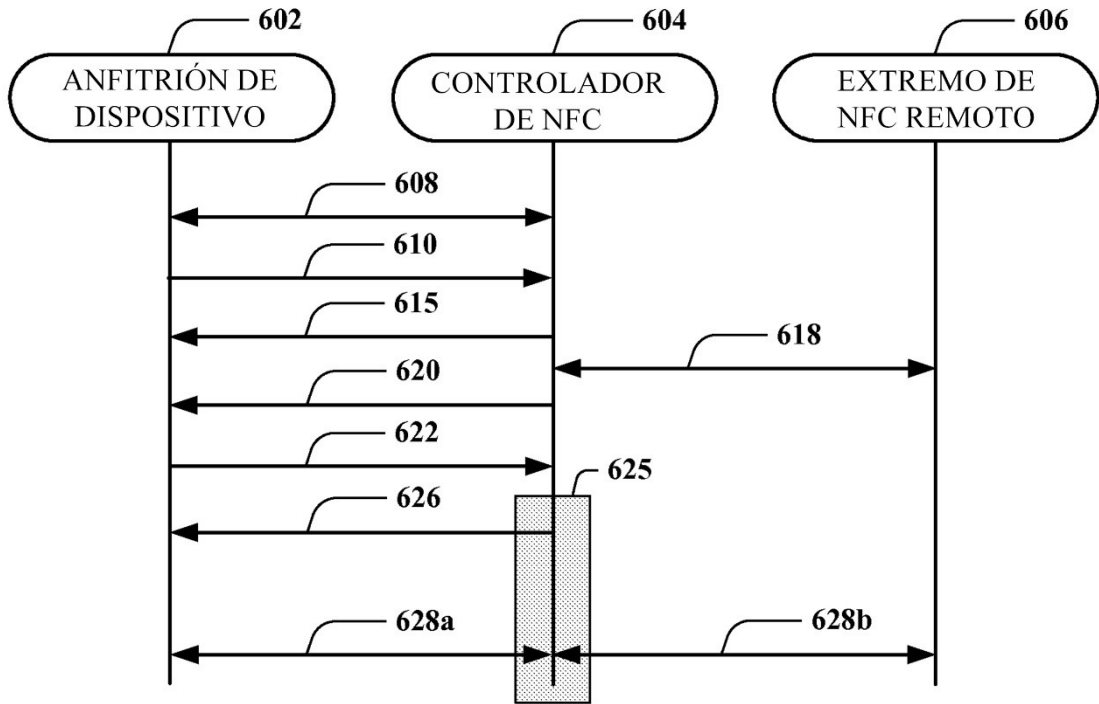 602
604
606
ANFITRIÓN DE
DISPOSITIVO
CONTROLADOR
DE NFC
EXTREMO DE
NFC REMOTO
608
610
615
618
620
622
625
626
628a
628b